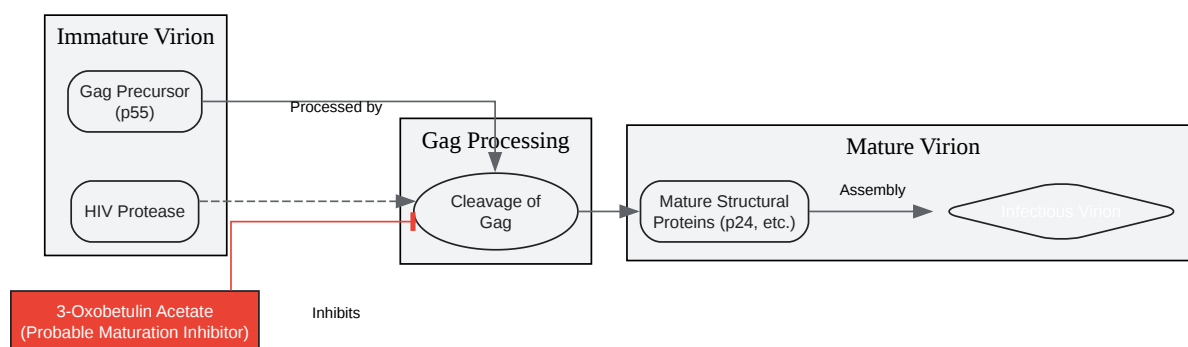 Immature Virion
Gag Precursor
(p55)
Processed by
HIV Protease
Gag Processing
Cleavage of
Gag
Mature Virion
Mature Structural
Proteins (p24, etc.)
Assembly
Infectious Virion
3-Oxobetulin Acetate
(Probable Maturation Inhibitor)
Inhibits